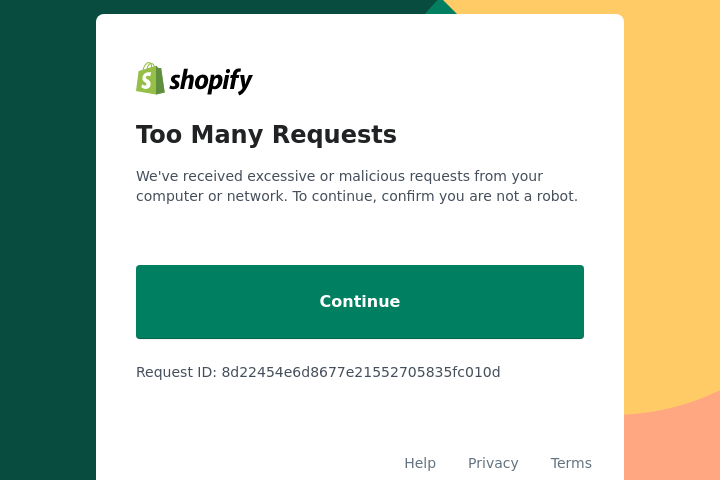 shopify
Too Many Requests
We've received excessive or malicious requests from your
computer or network. To continue, confirm you are not a robot.
Continue
Request ID: 8d22454e6d8677e21552705835fc010d
Help Privacy Terms